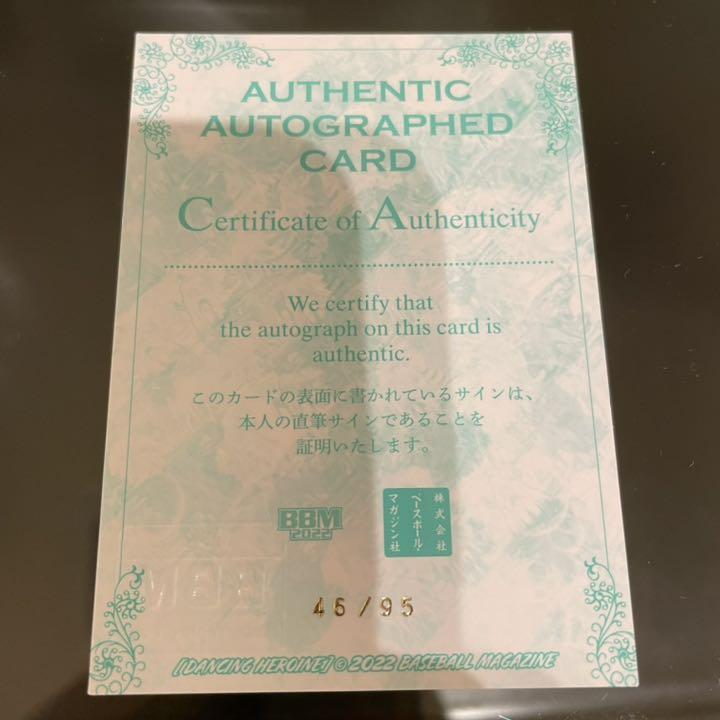 AUTHENTIC
AUTOGRAPHED
CARD
Certificate of Authenticity
We certify that
the autograph on this card is
authentic.
このカードの表面に書かれているサインは、
本人の直筆サインであることを
証明いたします。
BBM
2022
株式会社
ベースボール・
マガジン社
BBM
46/95
[DANCING HEROINE] © 2022 BASEBALL MAGAZINE